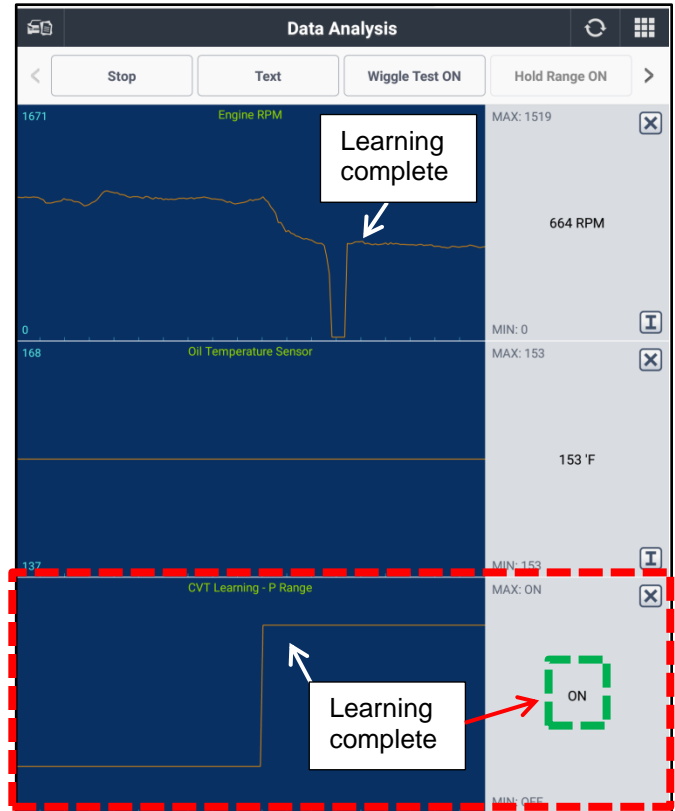 Data Analysis
Stop
Text
Wiggle Test ON
Hold Range ON
1671
Engine RPM
MAX: 1519
Learning
complete
664 RPM
0
MIN: 0
168
Oil Temperature Sensor
MAX: 153
153 'F
137
MIN: 153
CVT Learning - P Range
MAX: ON
ON
Learning
complete
MIN: OFF